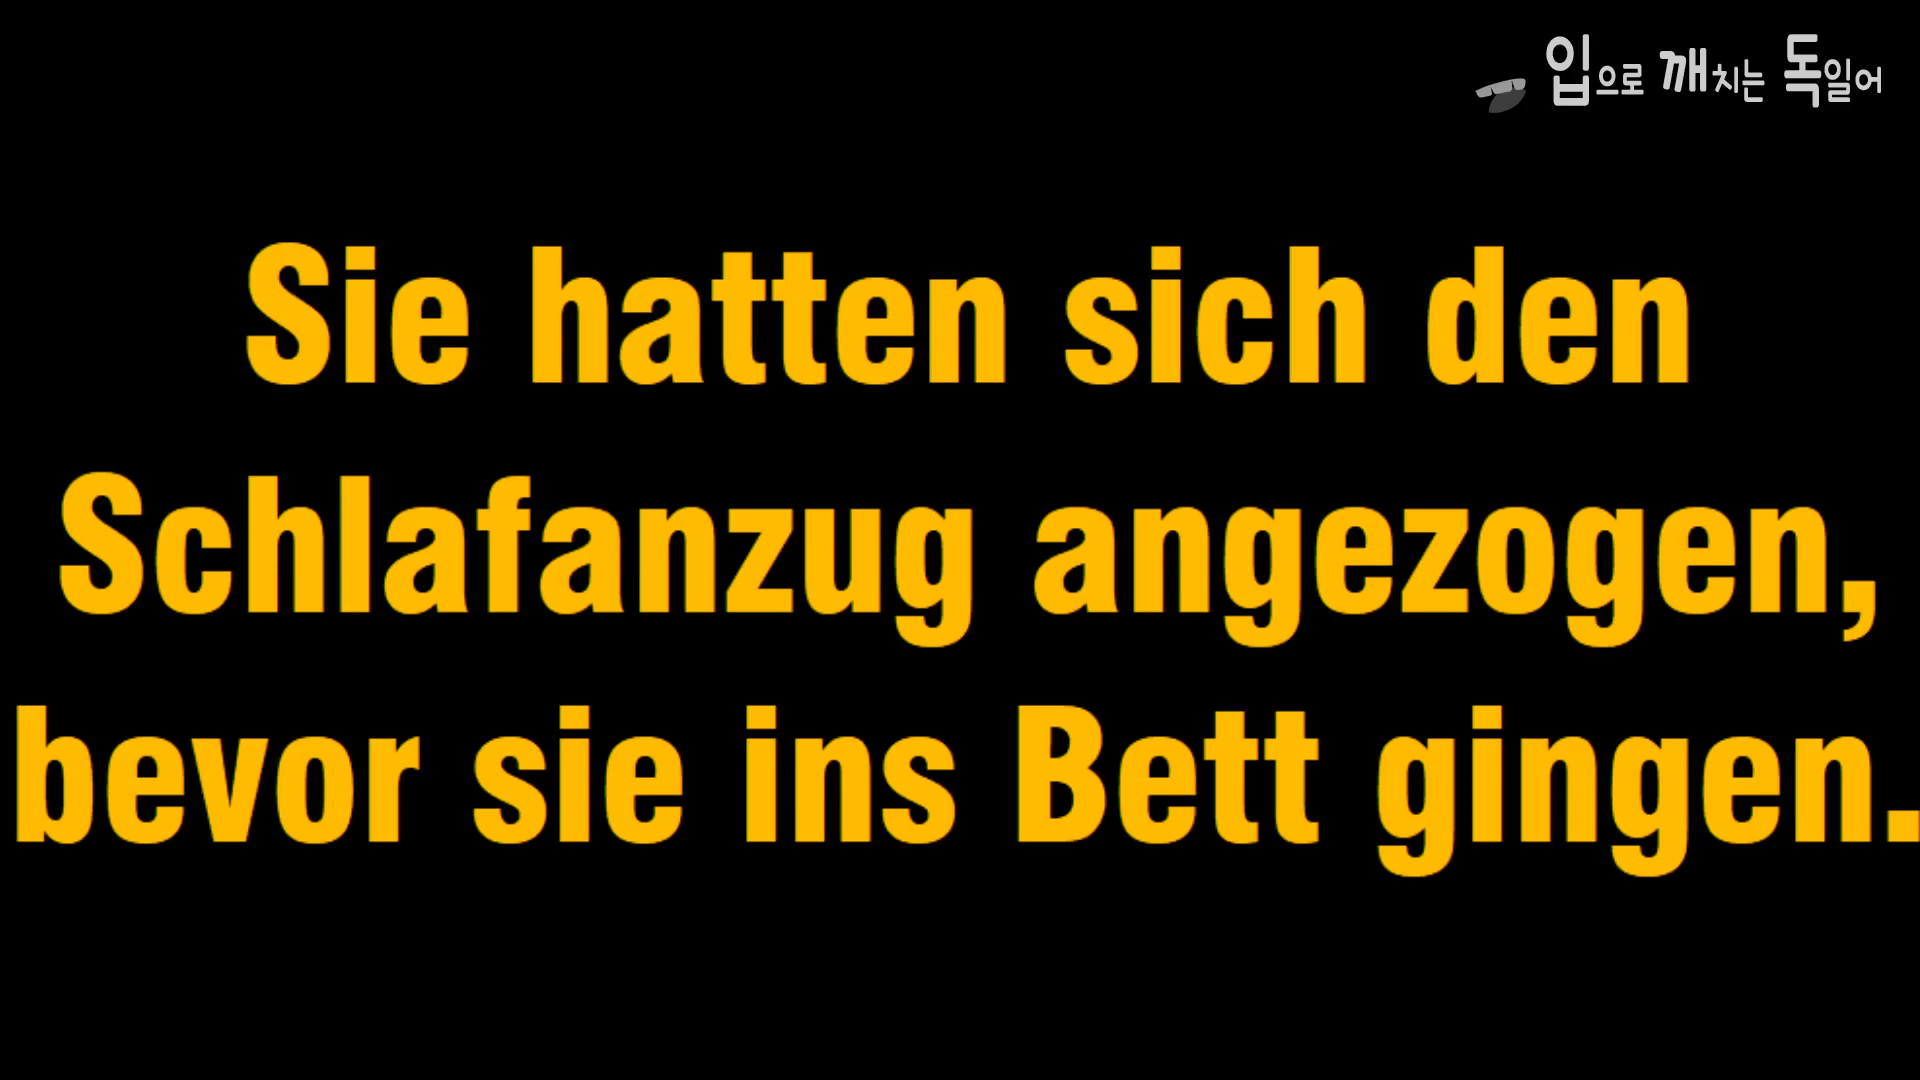 입으로 깨치는 독일어
Sie hatten sich den
Schlafanzug angezogen,
bevor sie ins Bett gingen.